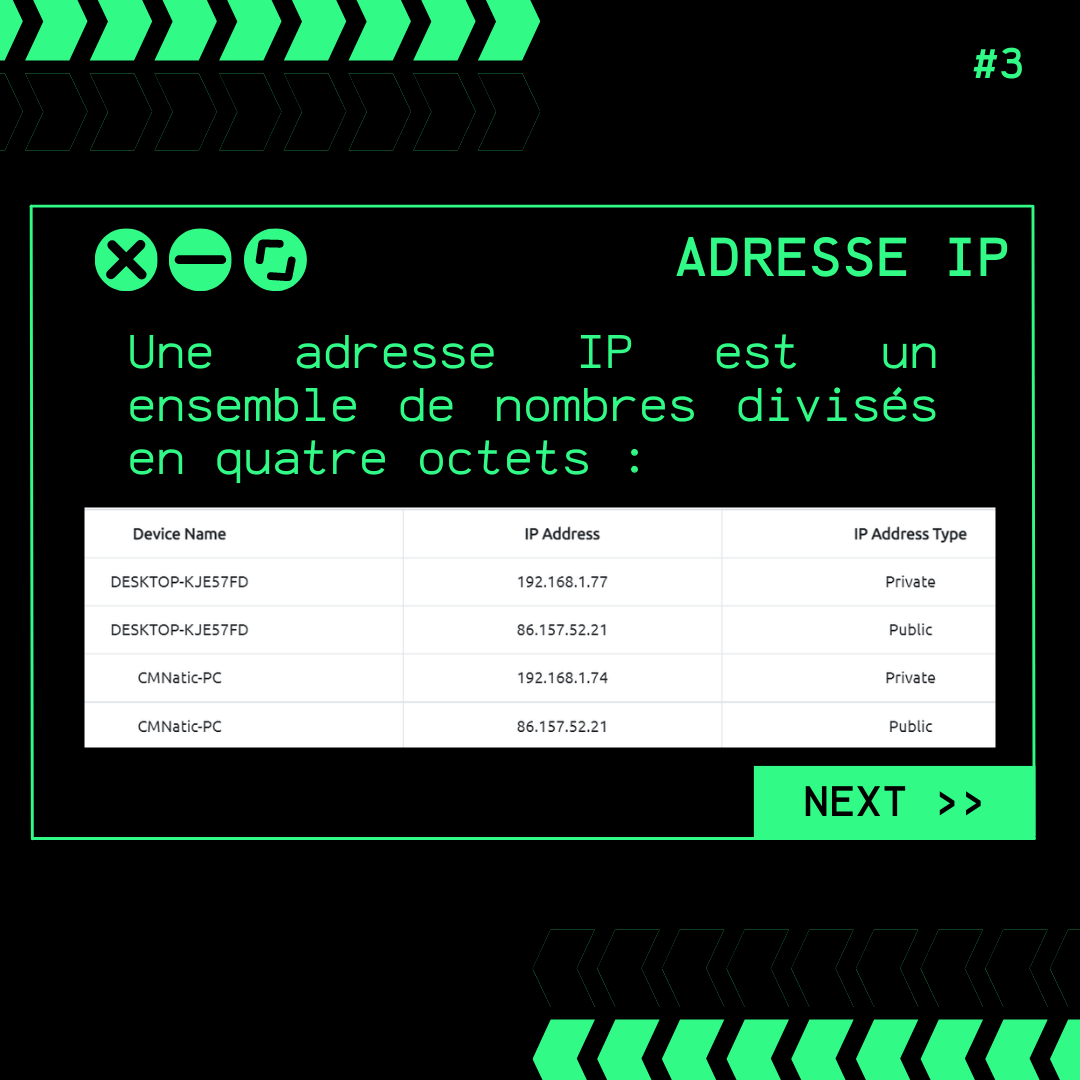 #3
ADRESSE IP
Une adresse IP est un
ensemble de nombres divisés
en quatre octets :
Device Name IP Address IP Address Type
DESKTOP-KJE57FD 192.168.1.77 Private
DESKTOP-KJE57FD 86.157.52.21 Public
CMNatic-PC 192.168.1.74 Private
CMNatic-PC 86.157.52.21 Public
NEXT >>